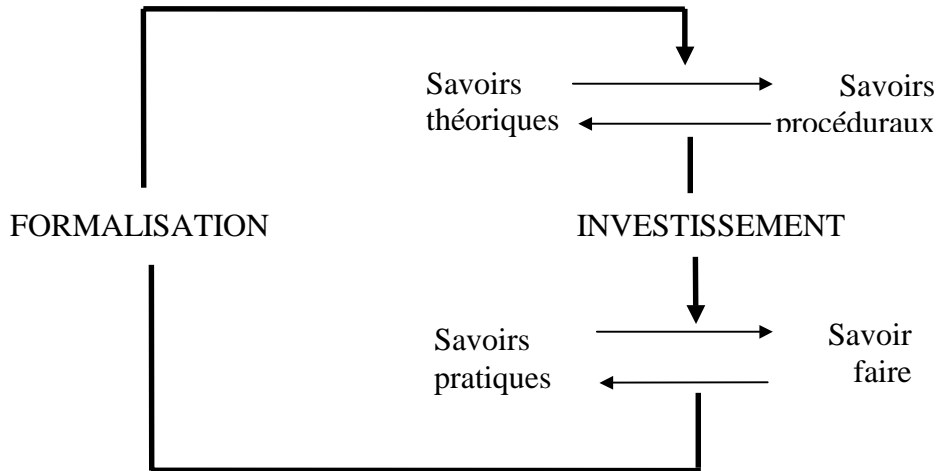 Savoirs
théoriques
Savoirs
procéduraux
FORMALISATION
INVESTISSEMENT
Savoirs
pratiques
Savoir
faire